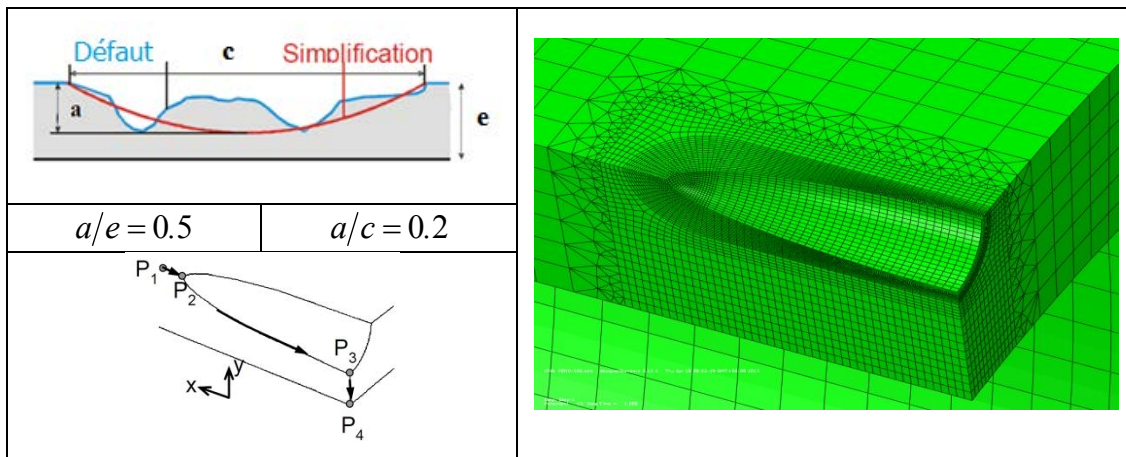 Défaut
c
Simplification
a
e
a/e = 0.5
a/c = 0.2
P1
P2
P3
x
y
P4